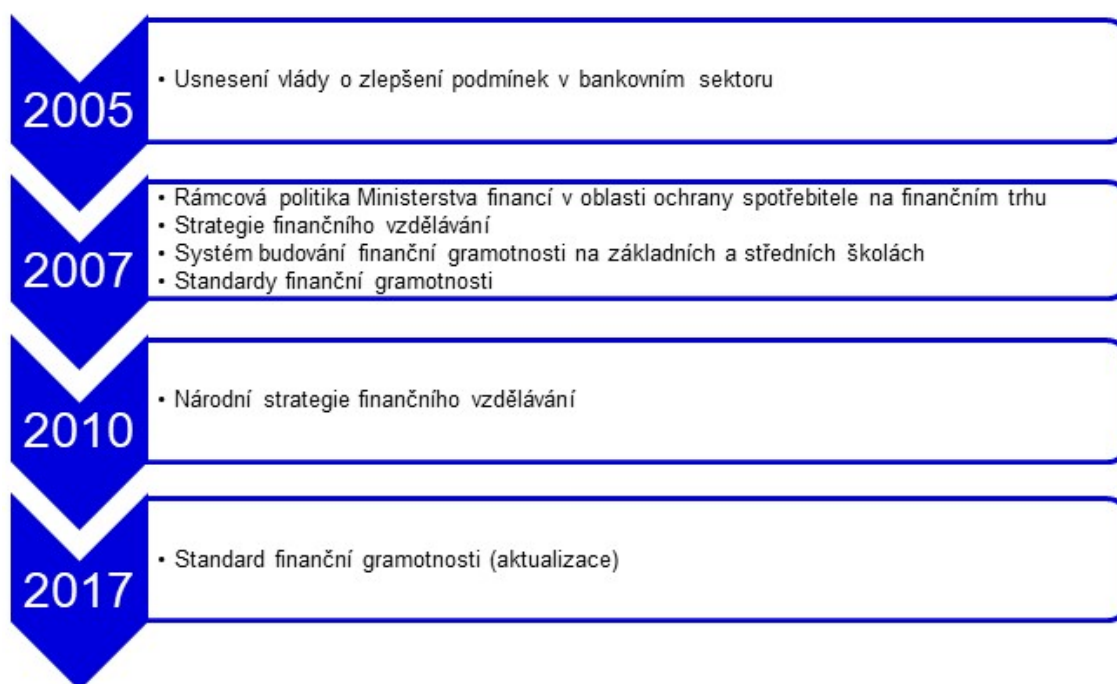 2005
• Usnesení vlády o zlepšení podmínek v bankovním sektoru
2007
• Rámcová politika Ministerstva financí v oblasti ochrany spotřebitele na finančním trhu
• Strategie finančního vzdělávání
• Systém budování finanční gramotnosti na základních a středních školách
• Standardy finanční gramotnosti
2010
• Národní strategie finančního vzdělávání
2017
• Standard finanční gramotnosti (aktualizace)